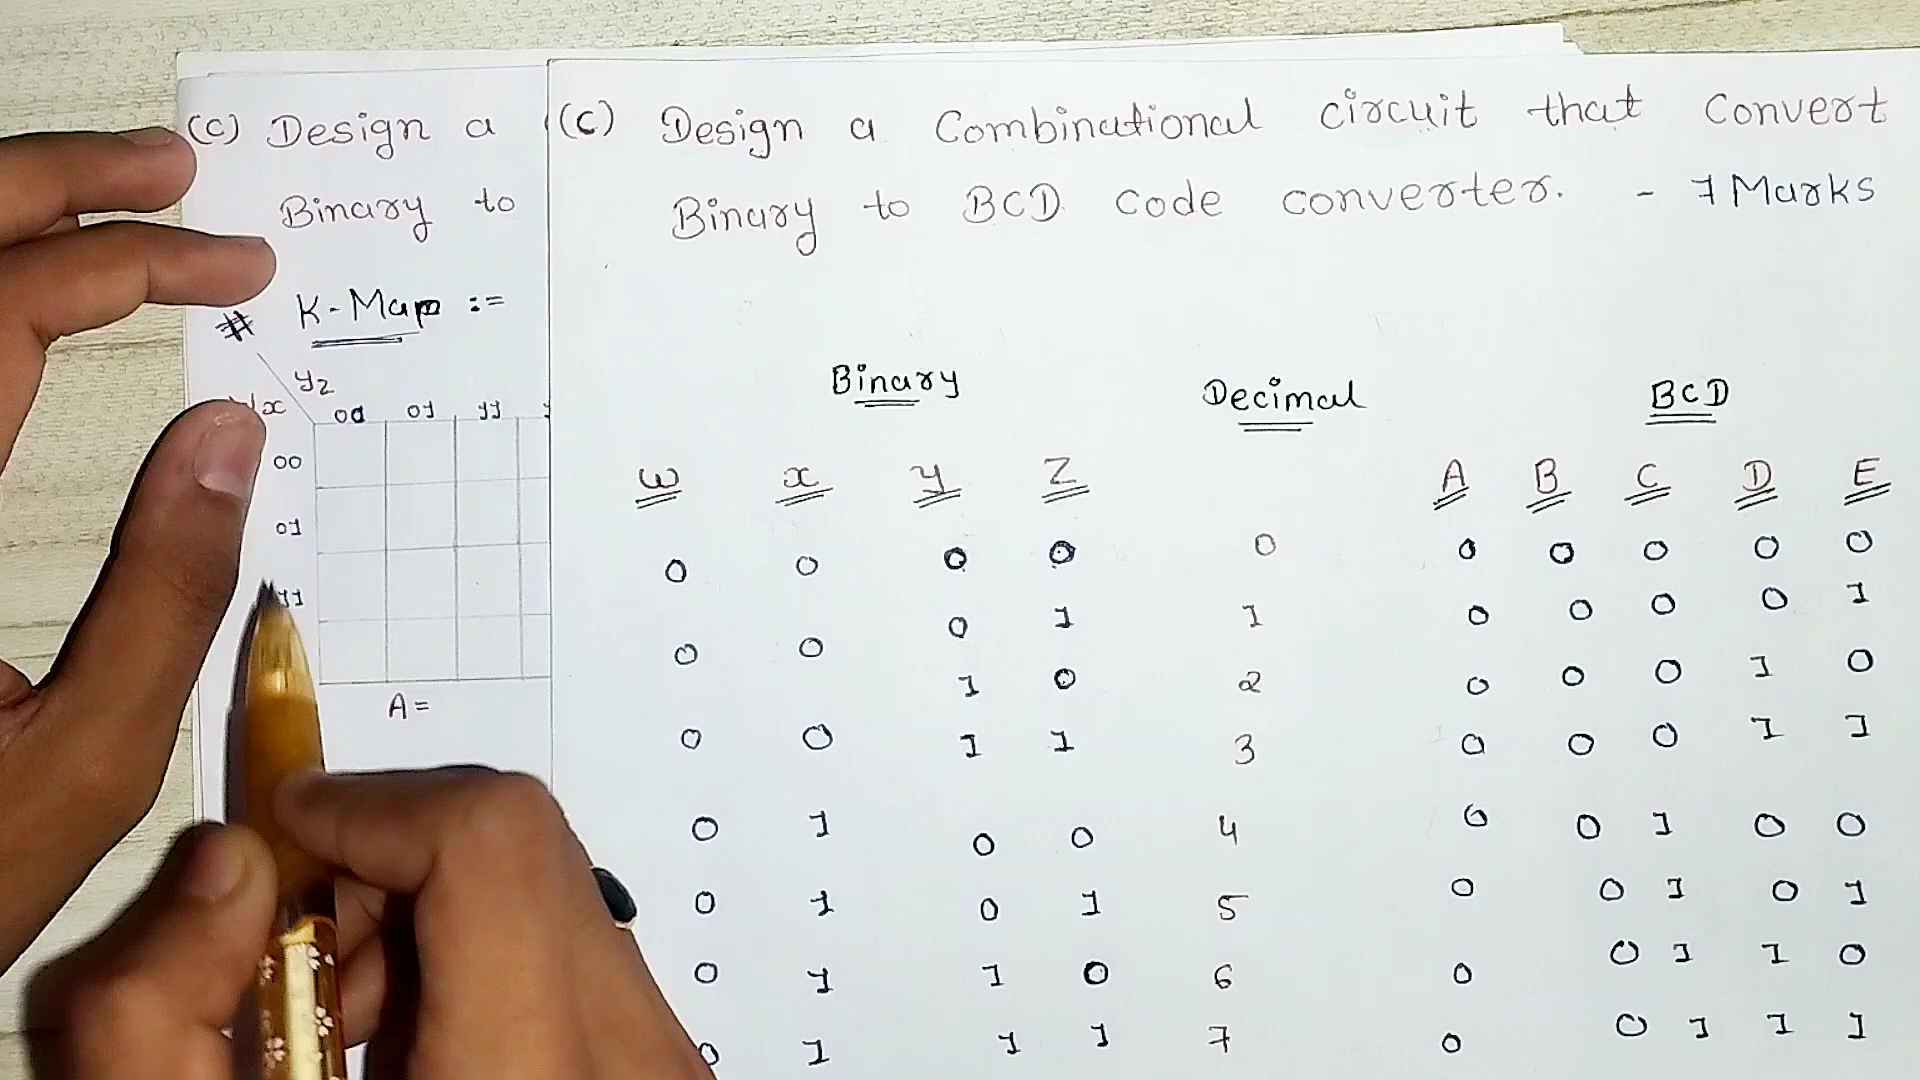 (C) Design a
Binary to
# K-Map :=
yz
wx 00 01 11
00
01
11
A=
(C) Design a Combinational circuit that convert
Binary to BCD code converter. - 7 Marks
Binary Decimal BCD
W x y Z A B C D E
0 0 0 0 0 0 0 0 0 0
0 0 0 1 1 0 0 0 0 1
0 0 1 0 2 0 0 0 1 0
0 0 1 1 3 0 0 0 1 1
0 1 0 0 4 0 0 1 0 0
0 1 0 1 5 0 0 1 0 1
0 1 1 0 6 0 0 1 1 0
0 1 1 1 7 0 0 1 1 1